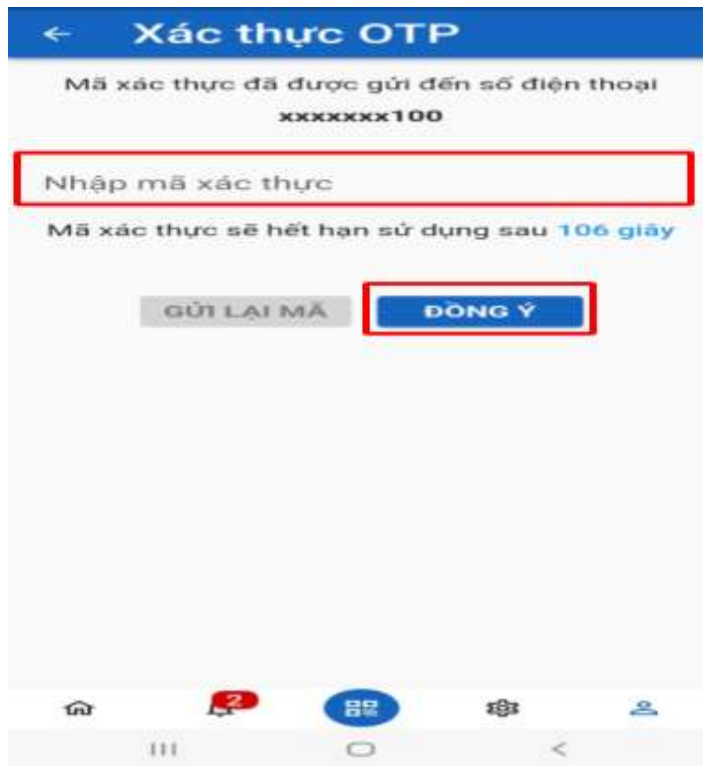 Xác thực OTP
Mã xác thực đã được gửi đến số điện thoại
xxxxxxx100
Nhập mã xác thực
Mã xác thực sẽ hết hạn sử dụng sau 106 giây
GỬI LẠI MÃ ĐỒNG Ý
2